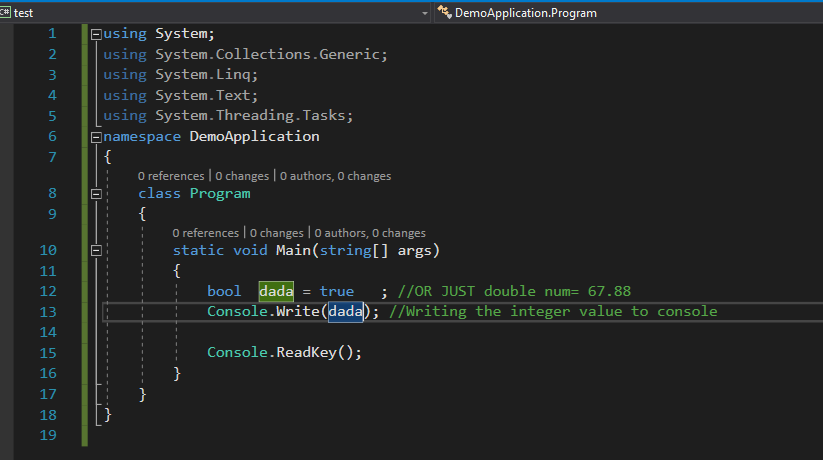 C# test DemoApplication.Program
1 using System;
2 using System.Collections.Generic;
3 using System.Linq;
4 using System.Text;
5 using System.Threading.Tasks;
6 namespace DemoApplication
7 {
0 references | 0 changes | 0 authors, 0 changes
8 class Program
9 {
0 references | 0 changes | 0 authors, 0 changes
10 static void Main(string[] args)
11 {
12 bool  dada = true   ; //OR JUST double num= 67.88
13 Console.Write(dada); //Writing the integer value to console
14
15 Console.ReadKey();
16 }
17 }
18 }
19